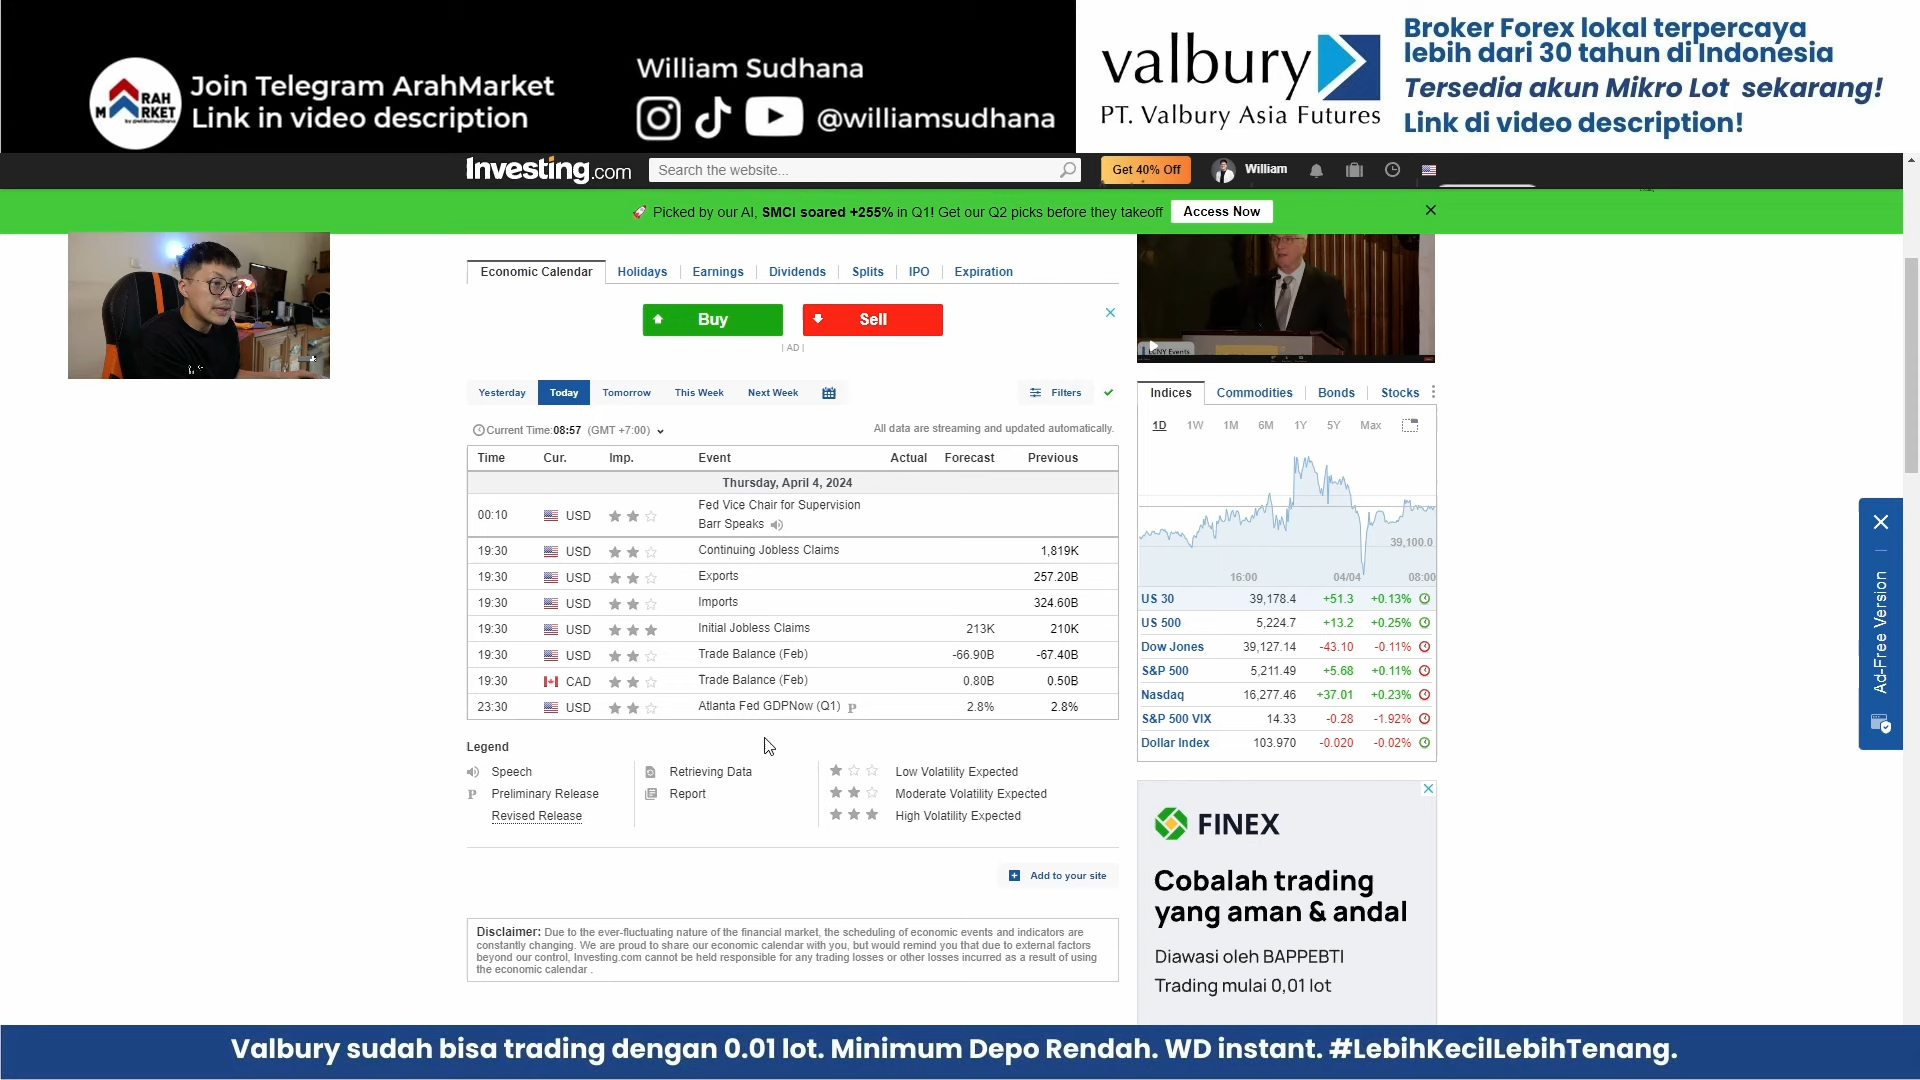 RAH
MARKET
by @williamsudhana
Join Telegram ArahMarket
Link in video description
William Sudhana
@williamsudhana
valbury
PT. Valbury Asia Futures
Broker Forex lokal terpercaya
lebih dari 30 tahun di Indonesia
Tersedia akun Mikro Lot sekarang!
Link di video description!
Investing.com
Search the website...
Get 40% Off
William
Picked by our AI, SMCI soared +255% in Q1! Get our Q2 picks before they takeoff
Access Now
Economic Calendar
Holidays
Earnings
Dividends
Splits
IPO
Expiration
Buy
Sell
| AD |
Yesterday
Today
Tomorrow
This Week
Next Week
Filters
Current Time:08:57 (GMT +7:00)
All data are streaming and updated automatically.
Time Cur. Imp. Event Actual Forecast Previous
Thursday, April 4, 2024
00:10 USD Fed Vice Chair for Supervision
Barr Speaks
19:30 USD Continuing Jobless Claims 1,819K
19:30 USD Exports 257.20B
19:30 USD Imports 324.60B
19:30 USD Initial Jobless Claims 213K 210K
19:30 USD Trade Balance (Feb) -66.90B -67.40B
19:30 CAD Trade Balance (Feb) 0.80B 0.50B
23:30 USD Atlanta Fed GDPNow (Q1) P 2.8% 2.8%
Legend
Speech
P Preliminary Release
Revised Release
Retrieving Data
Report
Low Volatility Expected
Moderate Volatility Expected
High Volatility Expected
Add to your site
Disclaimer: Due to the ever-fluctuating nature of the financial market, the scheduling of economic events and indicators are
constantly changing. We are proud to share our economic calendar with you, but would remind you that due to external factors
beyond our control, Investing.com cannot be held responsible for any trading losses or other losses incurred as a result of using
the economic calendar .
Events
Indices
Commodities
Bonds
Stocks
1D 1W 1M 6M 1Y 5Y Max
39,100.0
16:00 04/04 08:00
US 30 39,178.4 +51.3 +0.13%
US 500 5,224.7 +13.2 +0.25%
Dow Jones 39,127.14 -43.10 -0.11%
S&P 500 5,211.49 +5.68 +0.11%
Nasdaq 16,277.46 +37.01 +0.23%
S&P 500 VIX 14.33 -0.28 -1.92%
Dollar Index 103.970 -0.020 -0.02%
FINEX
Cobalah trading
yang aman & andal
Diawasi oleh BAPPEBTI
Trading mulai 0,01 lot
Ad-Free Version
Valbury sudah bisa trading dengan 0.01 lot. Minimum Depo Rendah. WD instant. #LebihKecilLebihTenang.